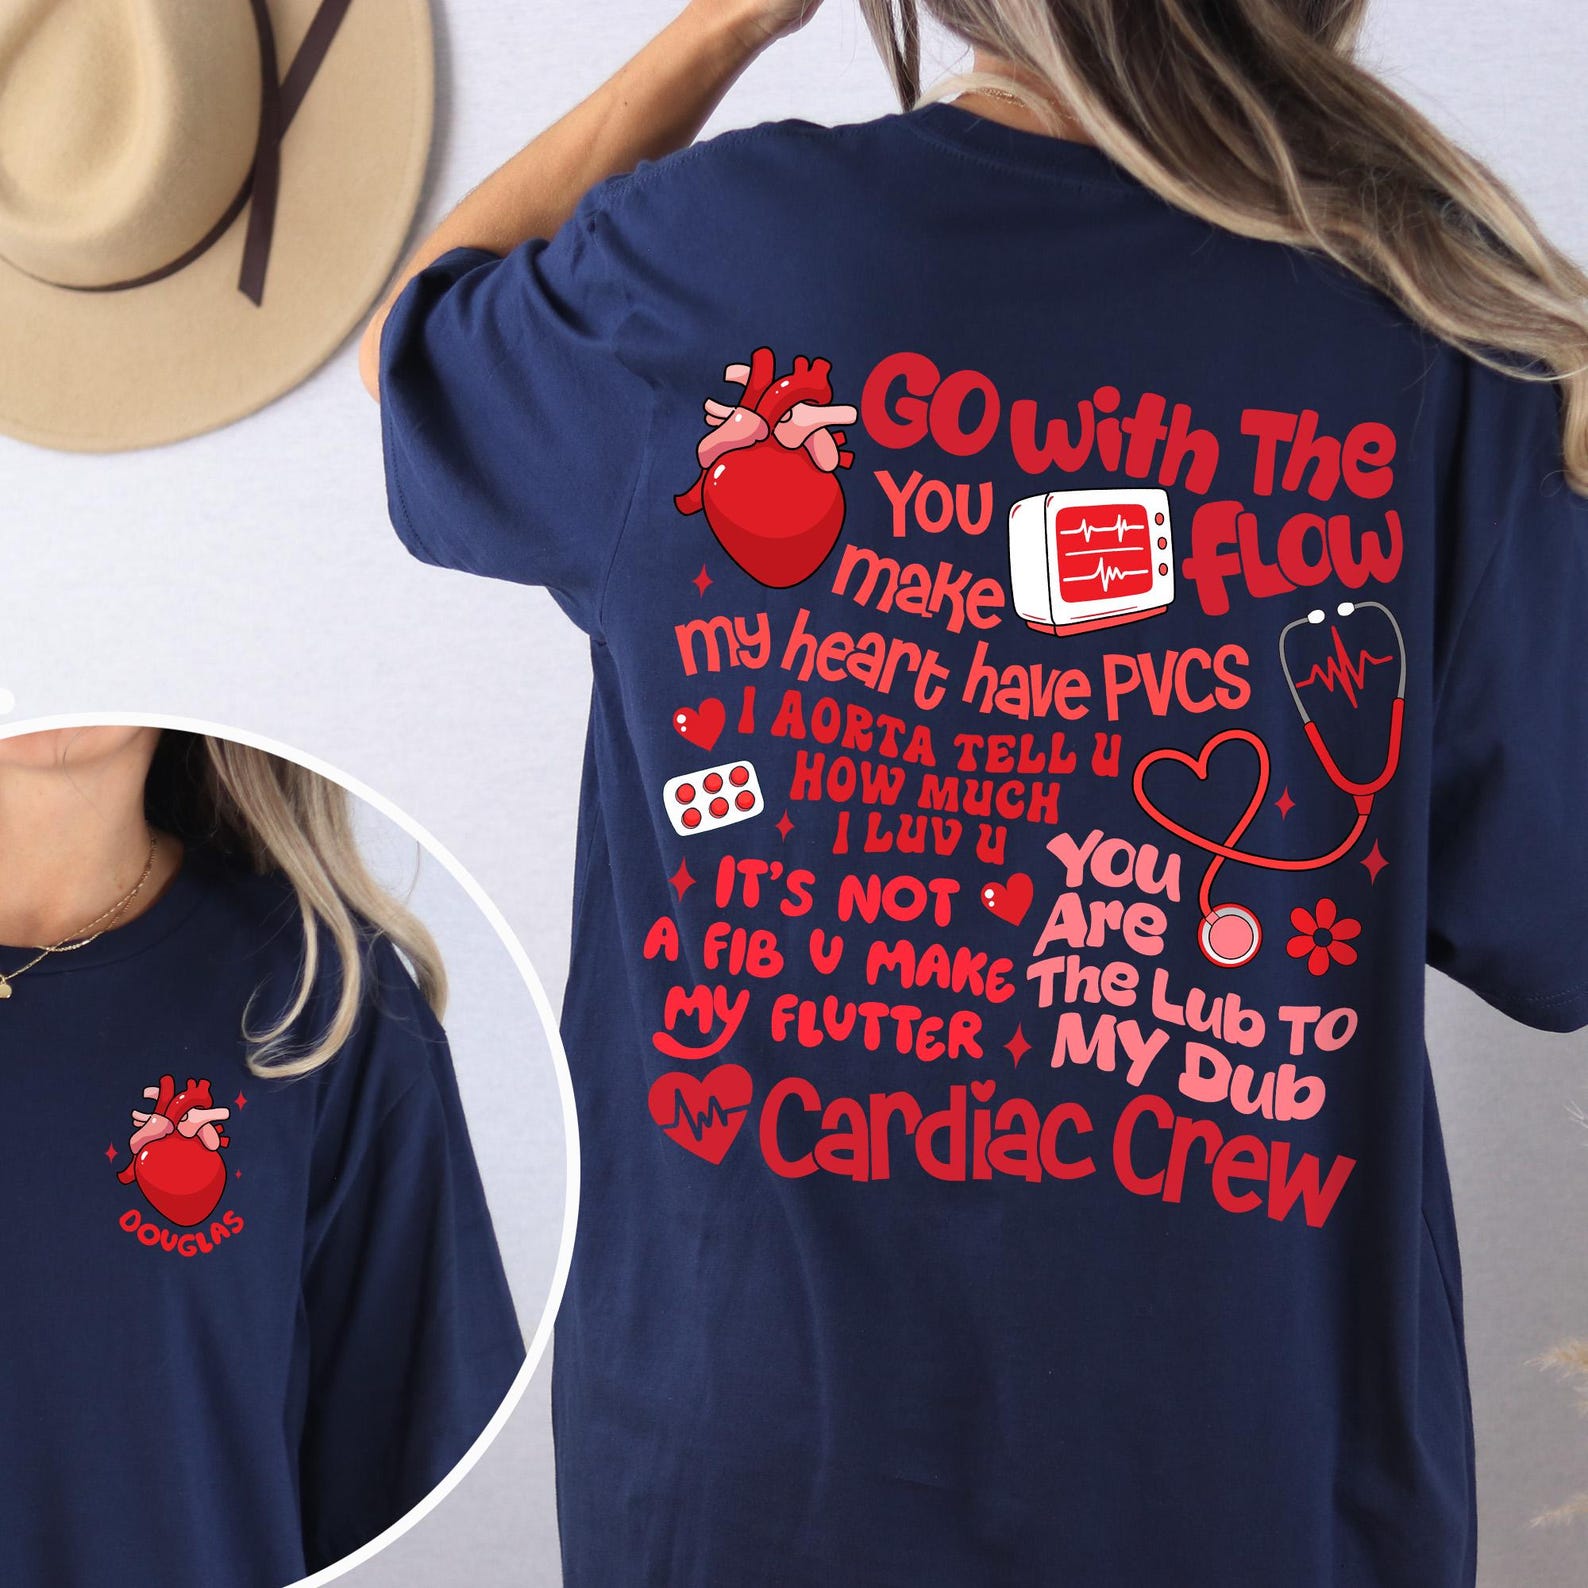 GO With The
FLOW
YOU
make
my heart have PVCS
I AORTA TELL U
HOW MUCH
I LUV U
IT'S NOT
A FIB U MAKE
MY FLUTTER
YOU
Are
The Lub TO
MY Dub
Cardiac Crew
DOUGLAS